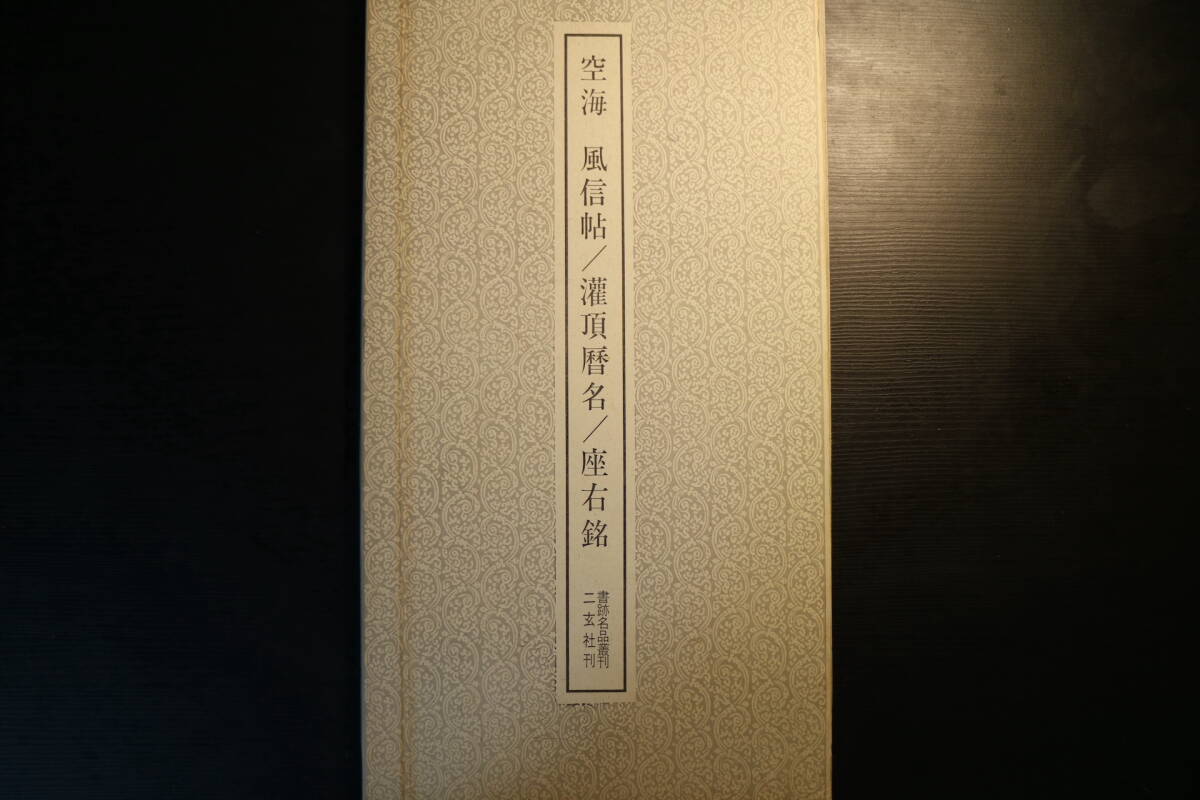 空海 風信帖／灌頂暦名／座右銘
書跡名品叢刊
二玄社刊